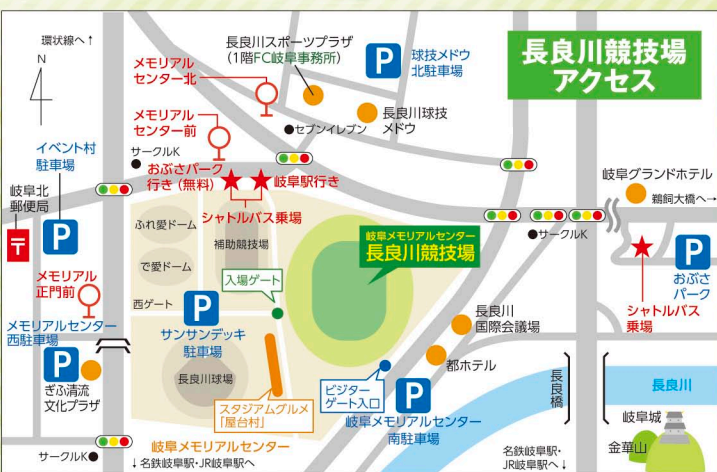 環状線へ↑
N
長良川スポーツプラザ
(1階FC岐阜事務所)
P
球技メドウ
北駐車場
長良川競技場
アクセス
メモリアル
センター北
長良川球技
メドウ
メモリアル
センター前
●セブンイレブン
イベント村
駐車場
P
サークルK
●
おぶさパーク
行き(無料)
岐阜駅行き
シャトルバス乗場
岐阜グランドホテル
鵜飼大橋へ→
岐阜北
郵便局
〒
ふれ愛ドーム
補助競技場
岐阜メモリアルセンター
長良川競技場
●サークルK
P
おぶさ
パーク
シャトルバス
乗場
で愛ドーム
入場ゲート
メモリアル
正門前
西ゲート
P
サンサンデッキ
駐車場
長良川
国際会議場
メモリアルセンター
西駐車場
P
ぎふ清流
文化プラザ
長良川球場
都ホテル
ビジター
ゲート入口
P
岐阜メモリアルセンター
南駐車場
スタジアムグルメ
「屋台村」
長良橋
長良川
岐阜城
金華山
サークルK●
岐阜メモリアルセンター
↓名鉄岐阜駅・JR岐阜駅へ
名鉄岐阜駅・
JR岐阜駅へ↓